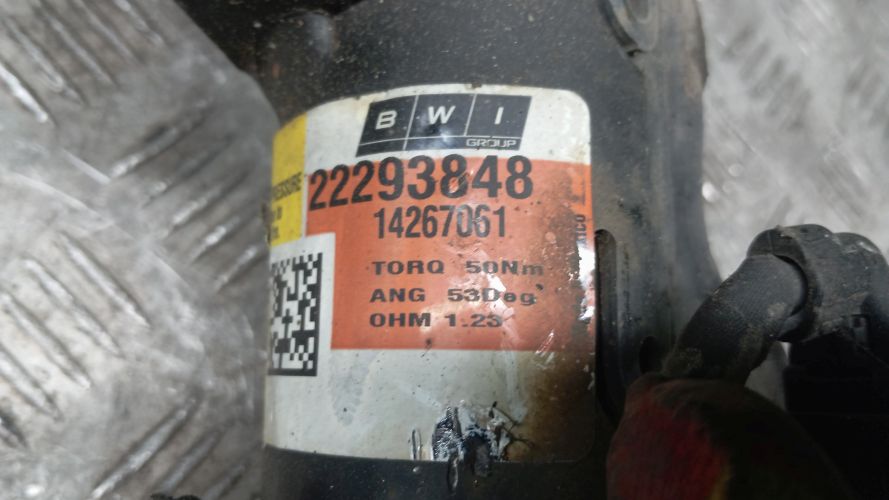 BWI
GROUP
22293848
14267061
TORQ 50Nm
ANG 53Deg
OHM 1.23